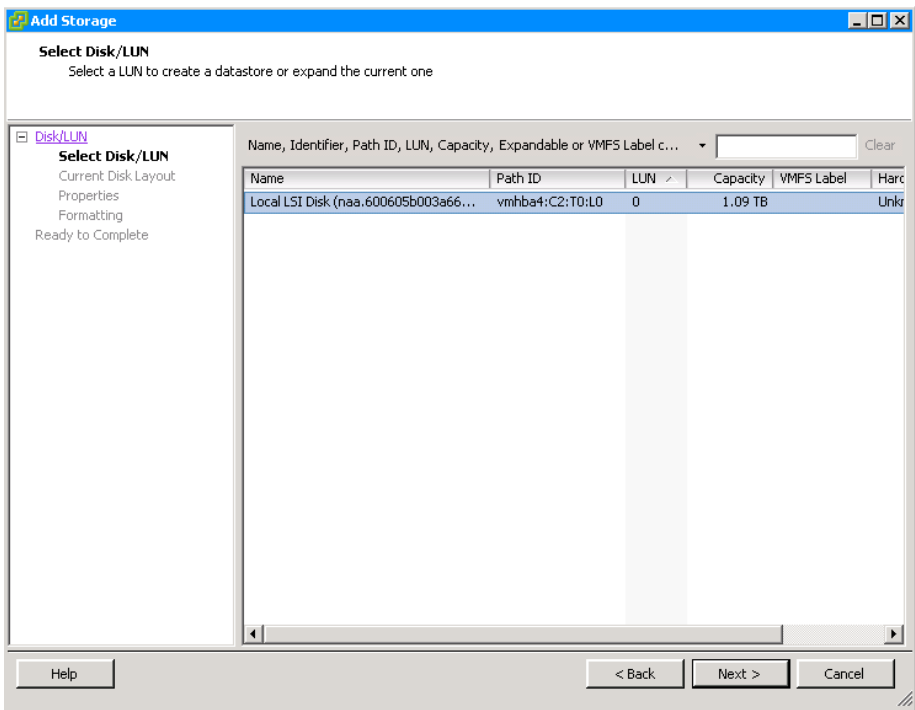 Add Storage
Select Disk/LUN
Select a LUN to create a datastore or expand the current one
Disk/LUN
Select Disk/LUN
Current Disk Layout
Properties
Formatting
Ready to Complete
Name, Identifier, Path ID, LUN, Capacity, Expandable or VMFS Label c... Clear
Name Path ID LUN Capacity VMFS Label Hard
Local LSI Disk (naa.600605b003a66... vmhba4:C2:T0:L0 0 1.09 TB Unkr
Help < Back Next > Cancel